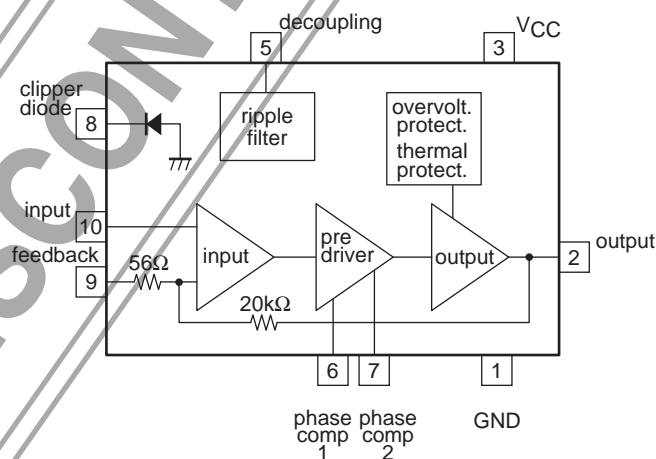 decoupling
5
VCC
3
clipper
diode
8
ripple
filter
overvolt.
protect.
thermal
protect.
input
10
feedback
9
56Ω
input
pre
driver
output
2
output
20kΩ
6
7
1
phase
comp
1
phase
comp
2
GND